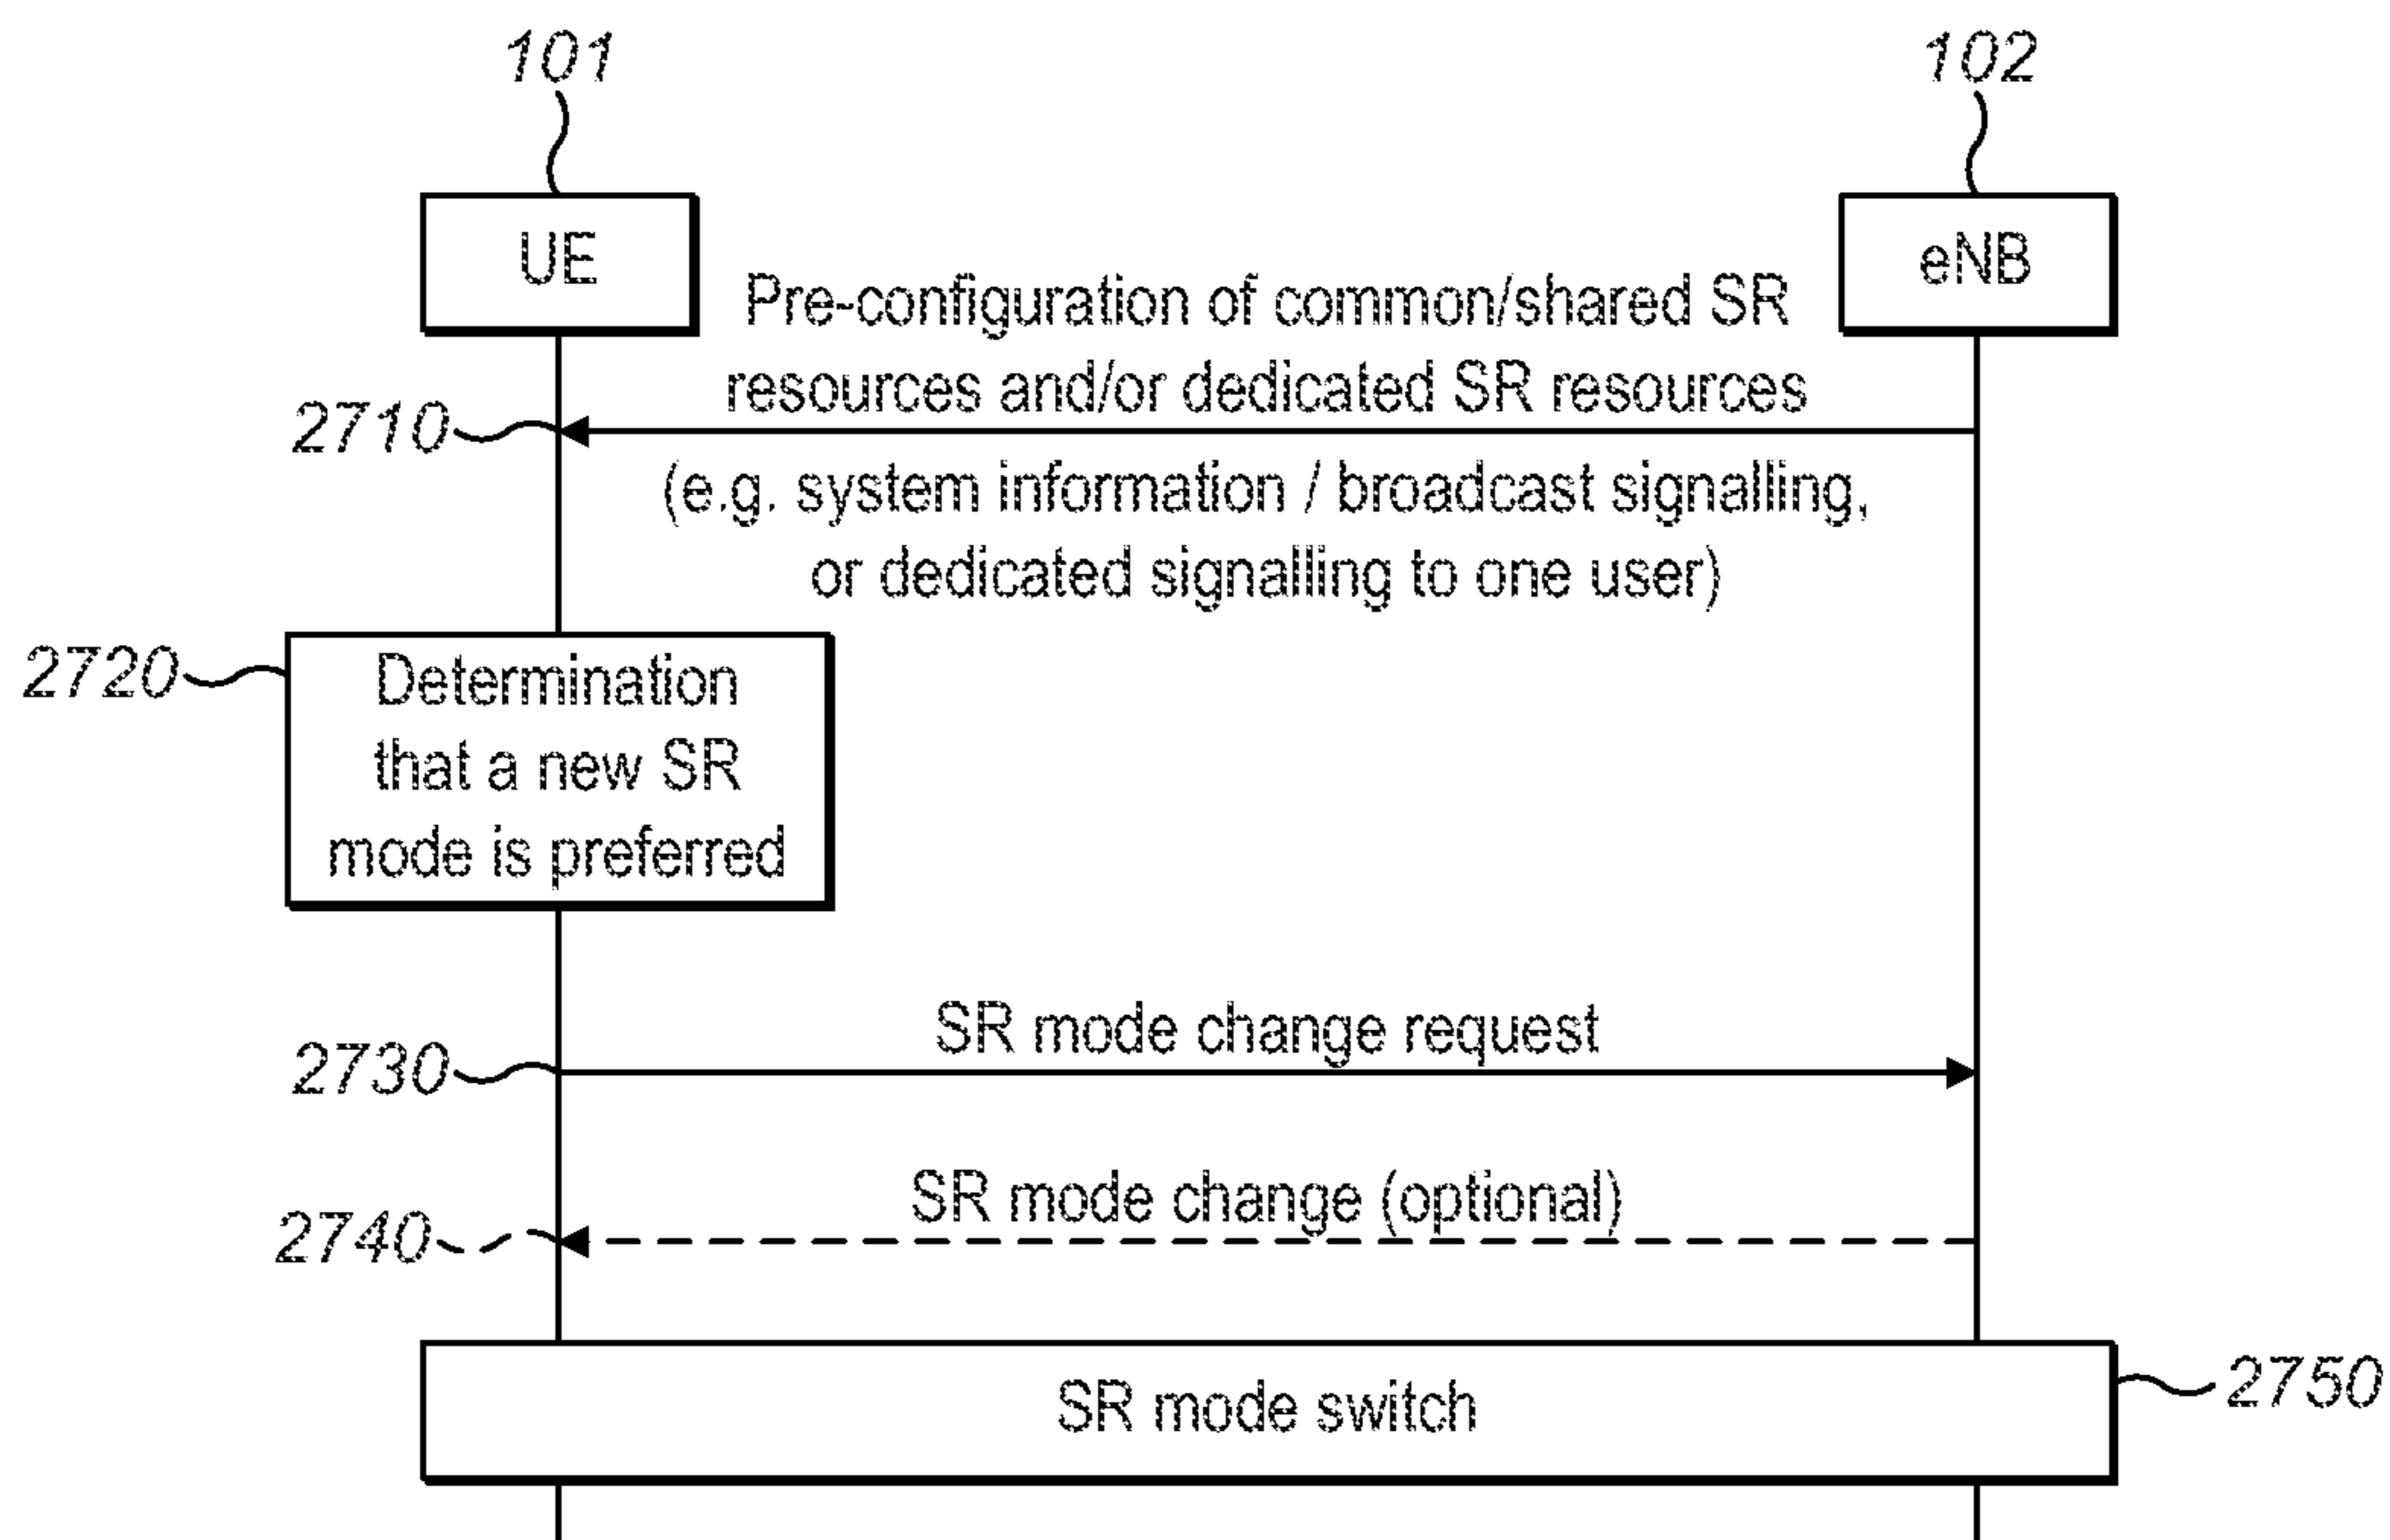 101
102
UE
eNB
Pre-configuration of common/shared SR
resources and/or dedicated SR resources
2710
(e.g. system information / broadcast signalling,
or dedicated signalling to one user)
2720
Determination
that a new SR
mode is preferred
SR mode change request
2730
SR mode change (optional)
2740
SR mode switch
2750